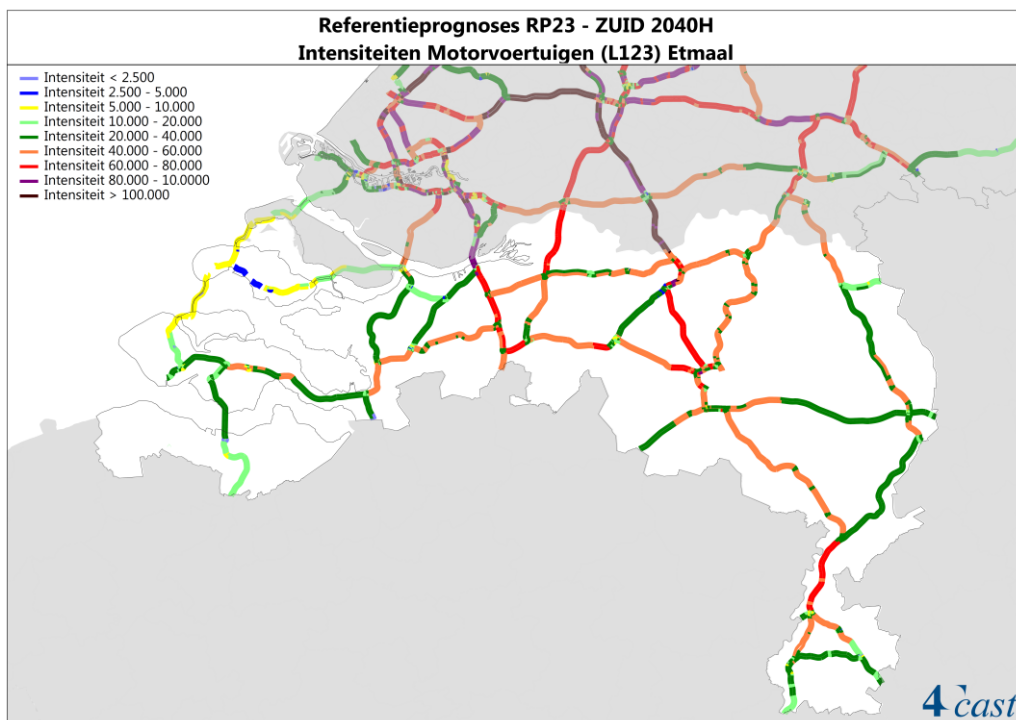 Referentieprognoses RP23 - ZUID 2040H
Intensiteiten Motorvoertuigen (L123) Etmaal
Intensiteit < 2.500
Intensiteit 2.500 - 5.000
Intensiteit 5.000 - 10.000
Intensiteit 10.000 - 20.000
Intensiteit 20.000 - 40.000
Intensiteit 40.000 - 60.000
Intensiteit 60.000 - 80.000
Intensiteit 80.000 - 10.0000
Intensiteit > 100.000
4cast